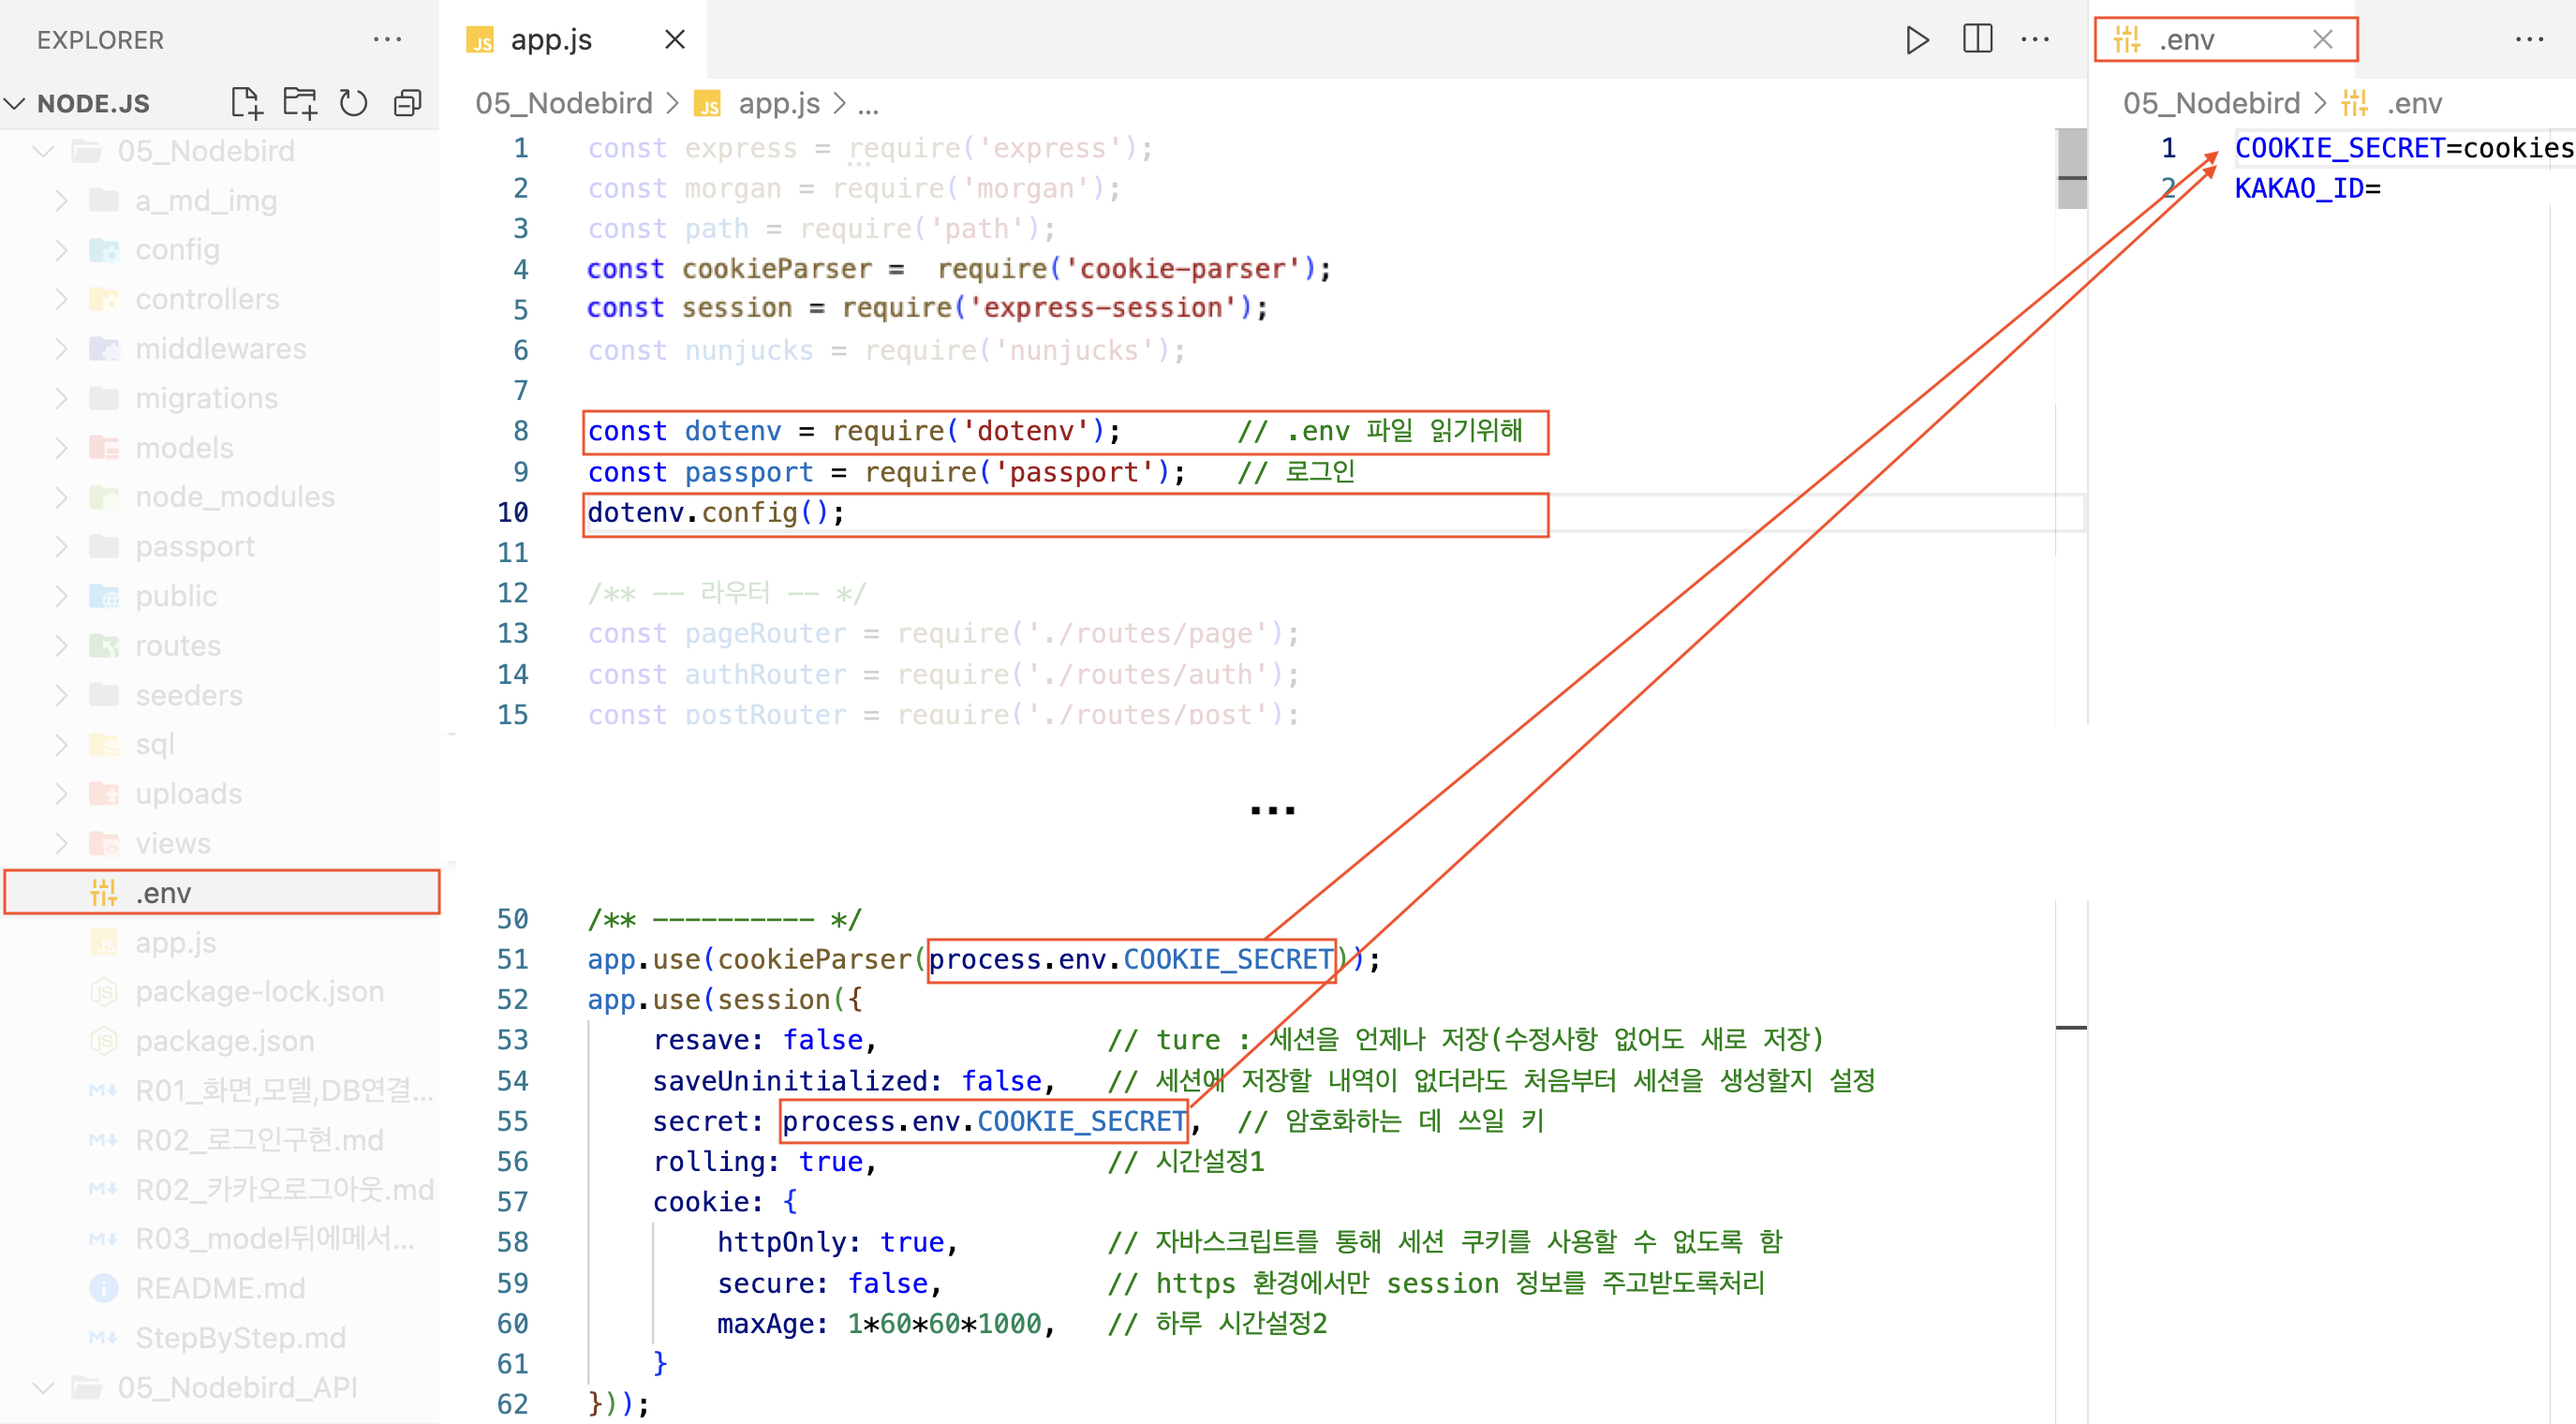 EXPLORER
NODE.JS
05_Nodebird
a_md_img
config
controllers
middlewares
migrations
models
node_modules
passport
public
routes
seeders
sql
uploads
views
.env
app.js
package-lock.json
package.json
R01_화면,모델,DB연결...
R02_로그인구현.md
R02_카카오로그아웃.md
R03_model뒤에메서...
README.md
StepByStep.md
05_Nodebird_API
app.js
05_Nodebird > app.js > ...
1 const express = require('express');
2 const morgan = require('morgan');
3 const path = require('path');
4 const cookieParser =  require('cookie-parser');
5 const session = require('express-session');
6 const nunjucks = require('nunjucks');
7
8 const dotenv = require('dotenv');       // .env 파일 읽기위해
9 const passport = require('passport');   // 로그인
10 dotenv.config();
11
12 /** -- 라우터 -- */
13 const pageRouter = require('./routes/page');
14 const authRouter = require('./routes/auth');
15 const postRouter = require('./routes/post');
...
50 /** ---------- */
51 app.use(cookieParser(process.env.COOKIE_SECRET));
52 app.use(session({
53     resave: false,              // ture : 세션을 언제나 저장(수정사항 없어도 새로 저장)
54     saveUninitialized: false,   // 세션에 저장할 내역이 없더라도 처음부터 세션을 생성할지 설정
55     secret: process.env.COOKIE_SECRET,  // 암호화하는 데 쓰일 키
56     rolling: true,              // 시간설정1
57     cookie: {
58         httpOnly: true,         // 자바스크립트를 통해 세션 쿠키를 사용할 수 없도록 함
59         secure: false,          // https 환경에서만 session 정보를 주고받도록처리
60         maxAge: 1*60*60*1000,   // 하루 시간설정2
61     }
62 }));
.env
05_Nodebird > .env
1 COOKIE_SECRET=cookies
2 KAKAO_ID=